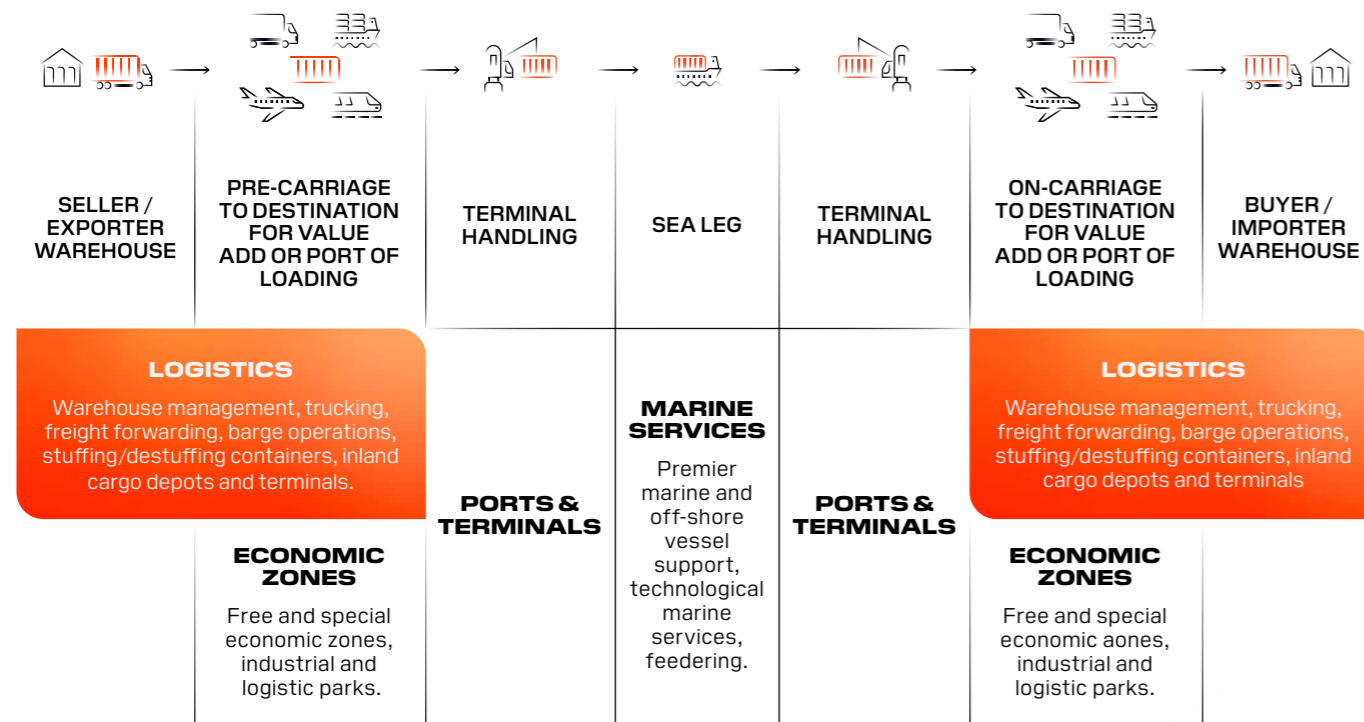 SELLER /
EXPORTER
WAREHOUSE
PRE-CARRIAGE
TO DESTINATION
FOR VALUE
ADD OR PORT OF
LOADING
TERMINAL
HANDLING
SEA LEG
TERMINAL
HANDLING
ON-CARRIAGE
TO DESTINATION
FOR VALUE
ADD OR PORT OF
LOADING
BUYER /
IMPORTER
WAREHOUSE
LOGISTICS
Warehouse management, trucking,
freight forwarding, barge operations,
stuffing/destuffing containers, inland
cargo depots and terminals.
ECONOMIC
ZONES
Free and special
economic zones,
industrial and
logistic parks.
PORTS &
TERMINALS
MARINE
SERVICES
Premier
marine and
off-shore
vessel
support,
technological
marine
services,
feedering.
PORTS &
TERMINALS
LOGISTICS
Warehouse management, trucking,
freight forwarding, barge operations,
stuffing/destuffing containers, inland
cargo depots and terminals
ECONOMIC
ZONES
Free and special
economic aones,
industrial and
logistic parks.